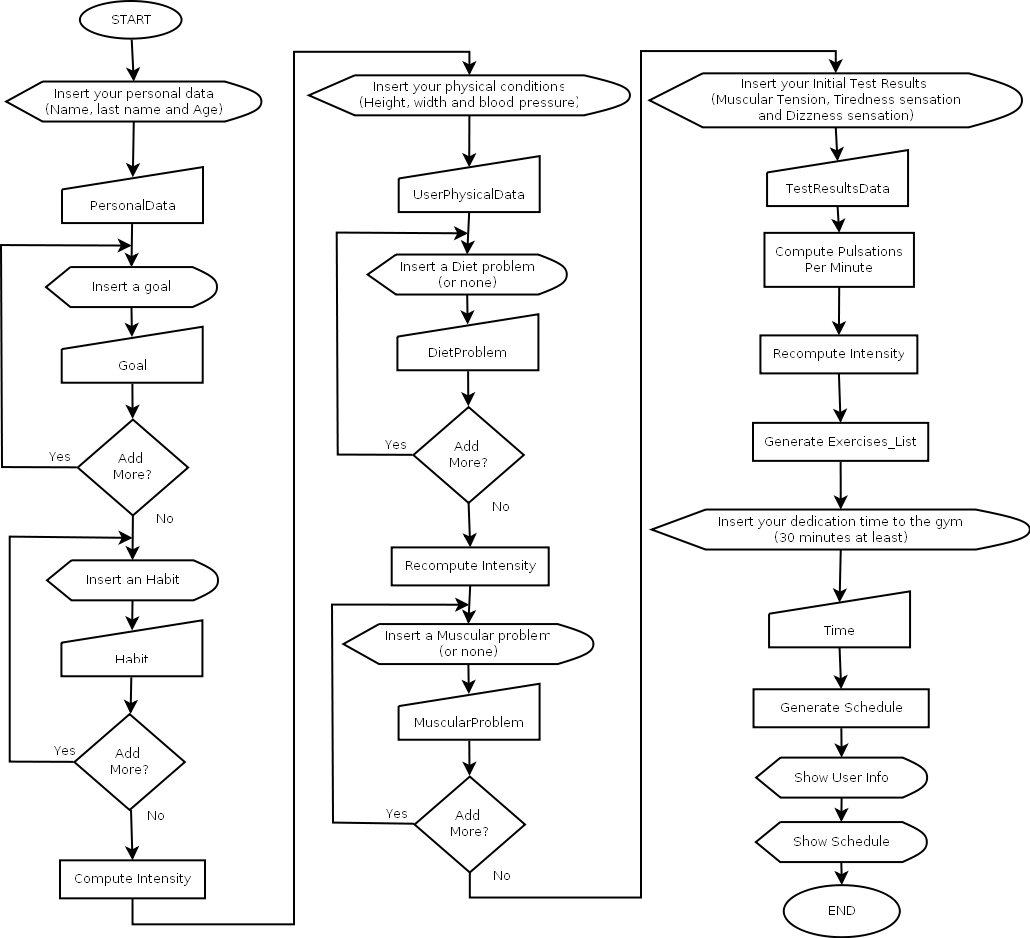 START
Insert your personal data
(Name, last name and Age)
PersonalData
Insert a goal
Goal
Add
More?
Yes
No
Insert an Habit
Habit
Add
More?
Yes
No
Compute Intensity
Insert your physical conditions
(Height, width and blood pressure)
UserPhysicalData
Insert a Diet problem
(or none)
DietProblem
Add
More?
Yes
No
Recompute Intensity
Insert a Muscular problem
(or none)
MuscularProblem
Add
More?
Yes
No
Insert your Initial Test Results
(Muscular Tension, Tiredness sensation
and Dizzness sensation)
TestResultsData
Compute Pulsations
Per Minute
Recompute Intensity
Generate Exercises_List
Insert your dedication time to the gym
(30 minutes at least)
Time
Generate Schedule
Show User Info
Show Schedule
END